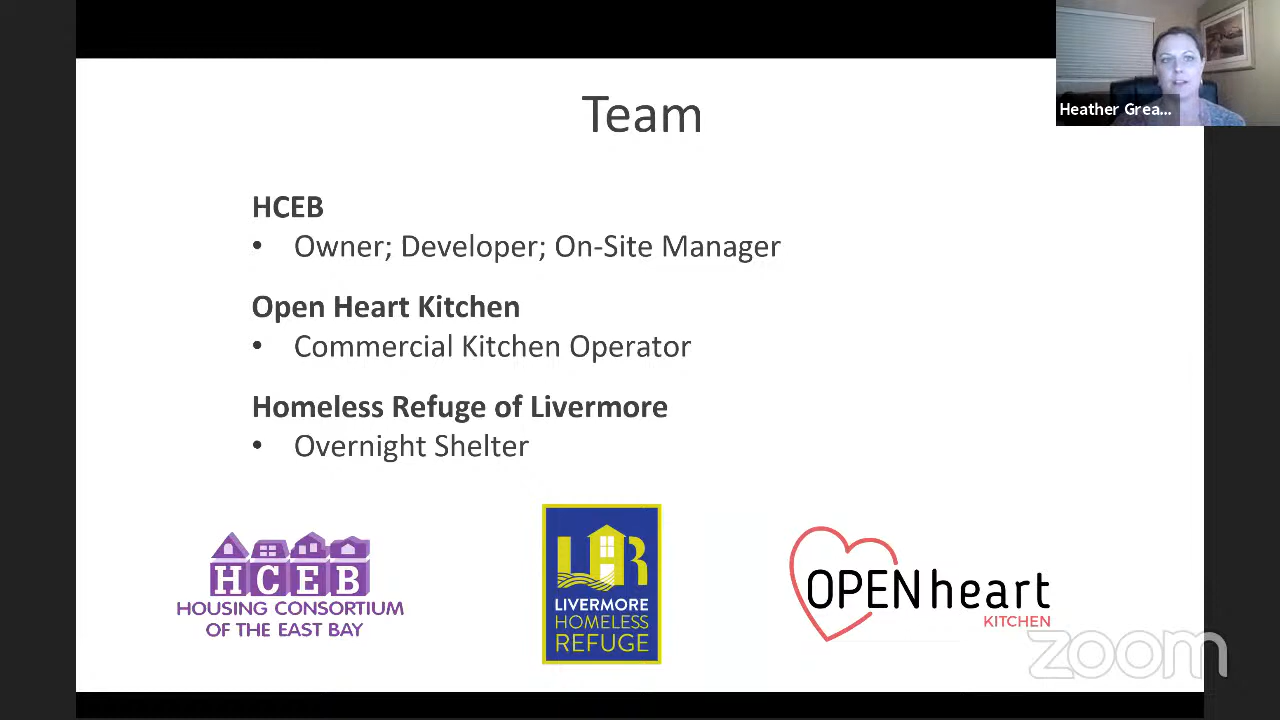 Team
Heather Grea...
HCEB
• Owner; Developer; On-Site Manager
Open Heart Kitchen
• Commercial Kitchen Operator
Homeless Refuge of Livermore
• Overnight Shelter
HCEB
HOUSING CONSORTIUM
OF THE EAST BAY
LHR
LIVERMORE
HOMELESS
REFUGE
OPENheart
KITCHEN
zoom